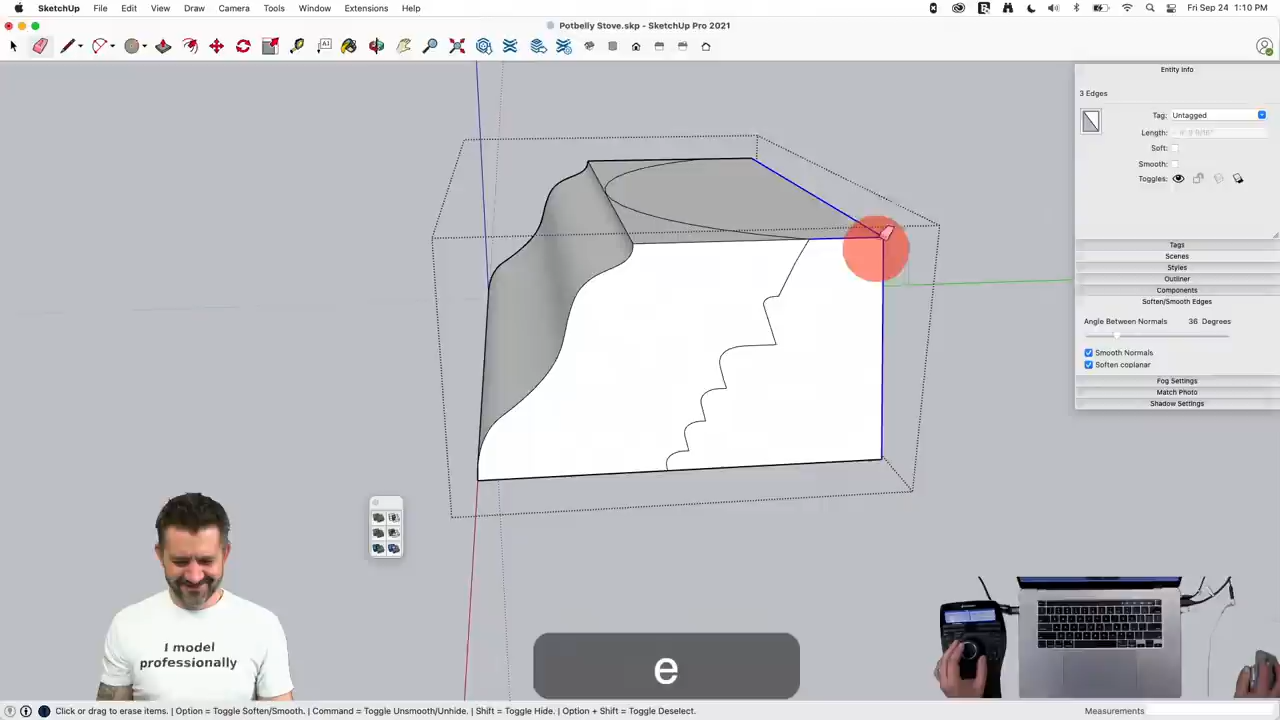 SketchUp File Edit View Draw Camera Tools Window Extensions Help
Fri Sep 24 1:10 PM
Potbelly Stove.skp - SketchUp Pro 2021
Entity Info
3 Edges
Tag: Untagged
Length:
Soft:
Smooth:
Toggles:
Tags
Scenes
Styles
Outliner
Components
Soften/Smooth Edges
Angle Between Normals 36 Degrees
Smooth Normals
Soften coplanar
Fog Settings
Match Photo
Shadow Settings
I model
professionally
e
Click or drag to erase items. | Option = Toggle Soften/Smooth. | Command = Toggle Unsmooth/Unhide. | Shift = Toggle Hide. | Option + Shift = Toggle Deselect.
Measurements